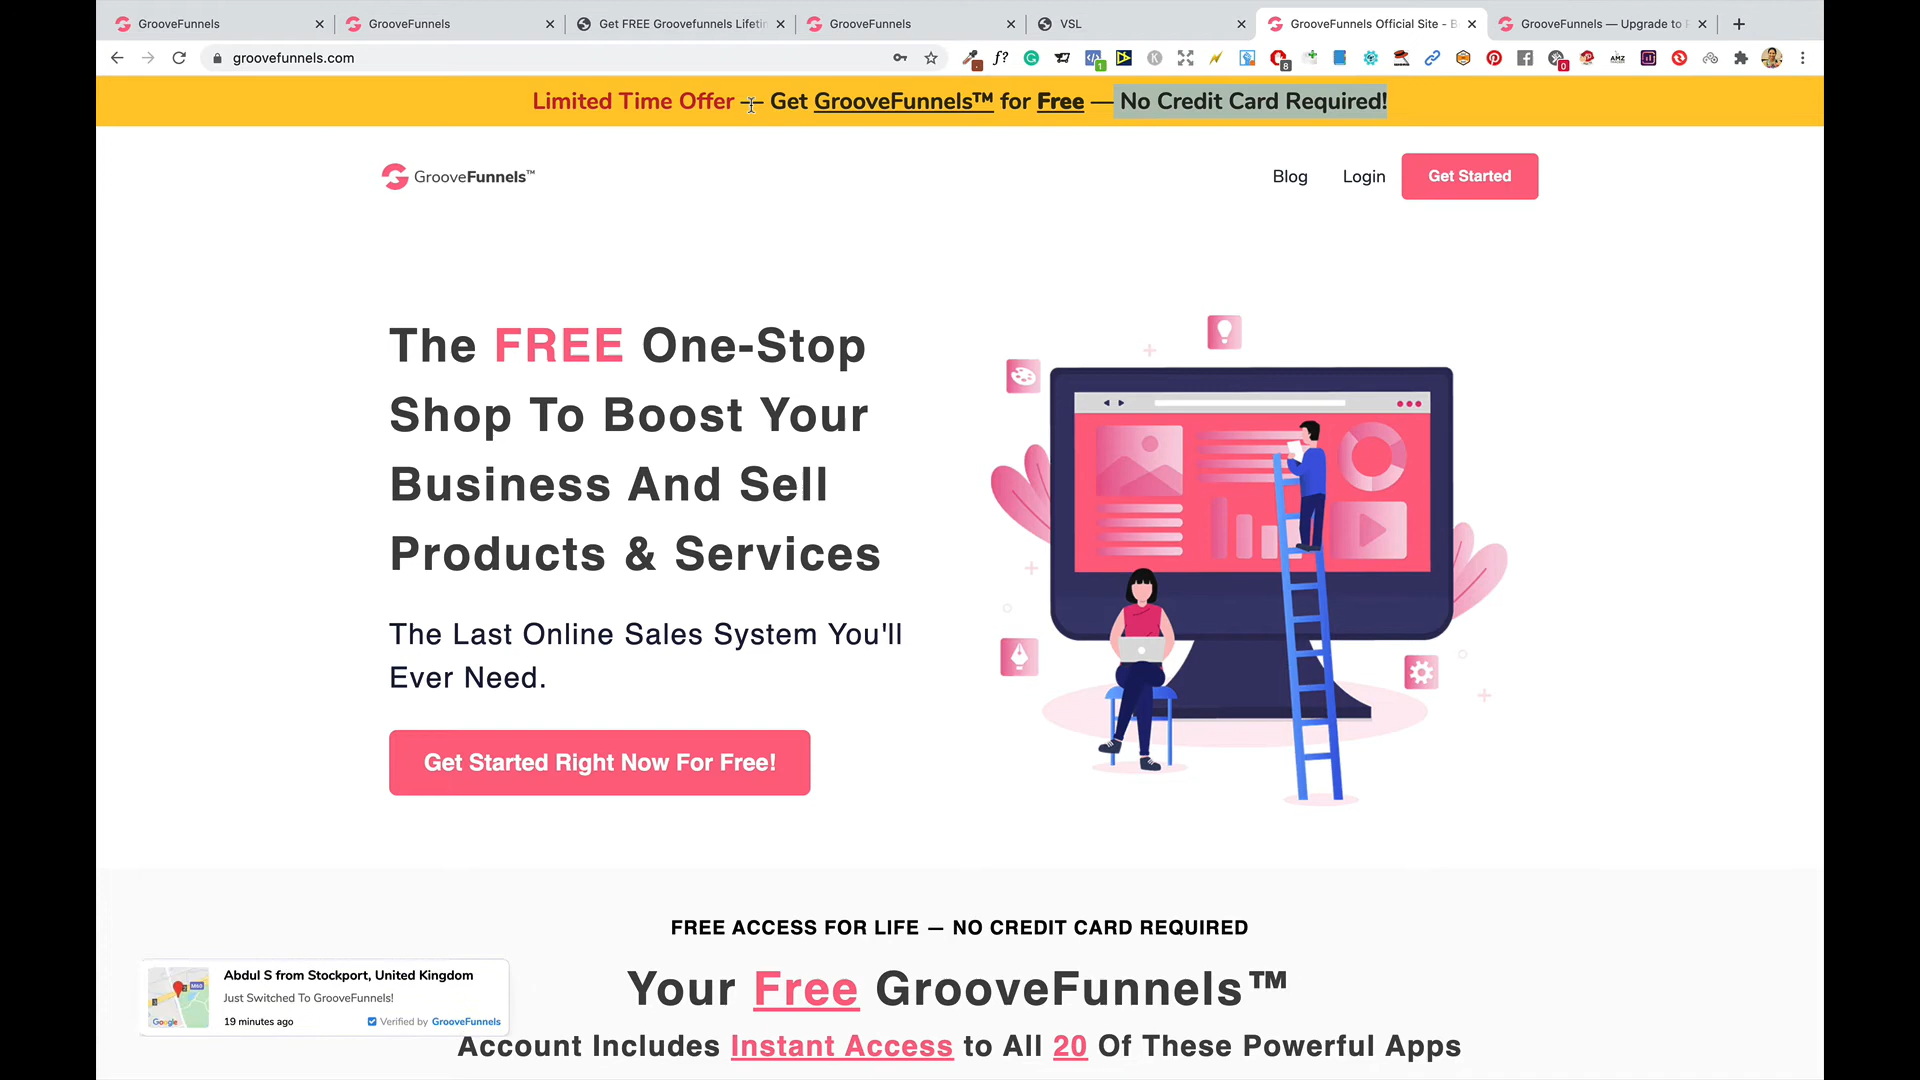 GrooveFunnels
GrooveFunnels
Get FREE Groovefunnels Lifetin
GrooveFunnels
VSL
GrooveFunnels Official Site - B
GrooveFunnels — Upgrade to P
groovefunnels.com
Limited Time Offer — Get GrooveFunnels™ for Free — No Credit Card Required!
GrooveFunnels™
Blog
Login
Get Started
The FREE One-Stop
Shop To Boost Your
Business And Sell
Products & Services
The Last Online Sales System You'll
Ever Need.
Get Started Right Now For Free!
FREE ACCESS FOR LIFE — NO CREDIT CARD REQUIRED
Your Free GrooveFunnels™
Account Includes Instant Access to All 20 Of These Powerful Apps
Abdul S from Stockport, United Kingdom
Just Switched To GrooveFunnels!
19 minutes ago
Verified by GrooveFunnels
Google